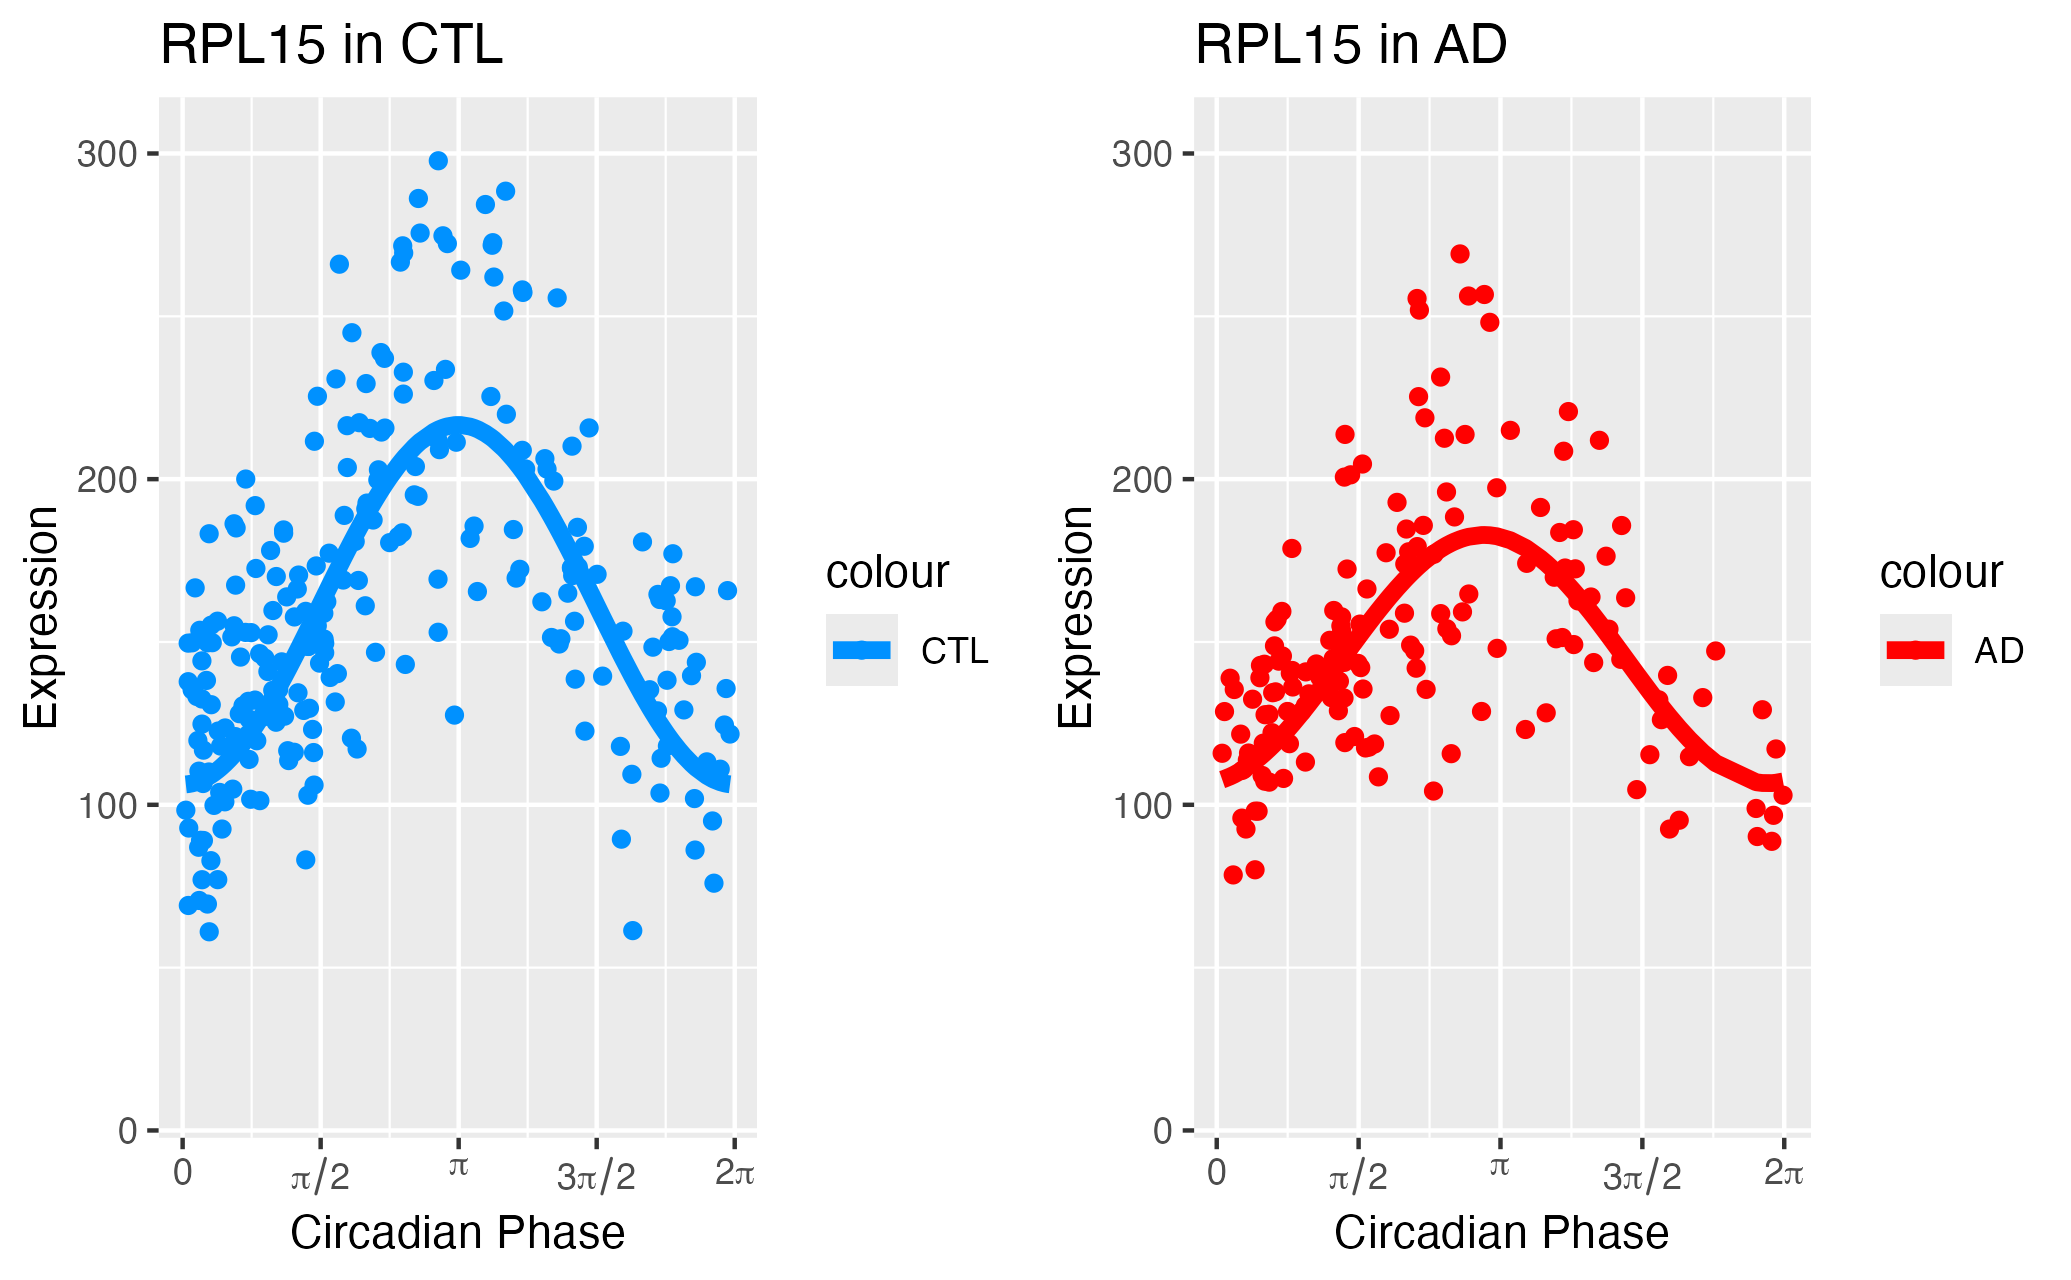 RPL15 in CTL
300
200
100
0
Expression
0
π/2
π
3π/2
2π
Circadian Phase
colour
CTL
RPL15 in AD
300
200
100
0
Expression
0
π/2
π
3π/2
2π
Circadian Phase
colour
AD